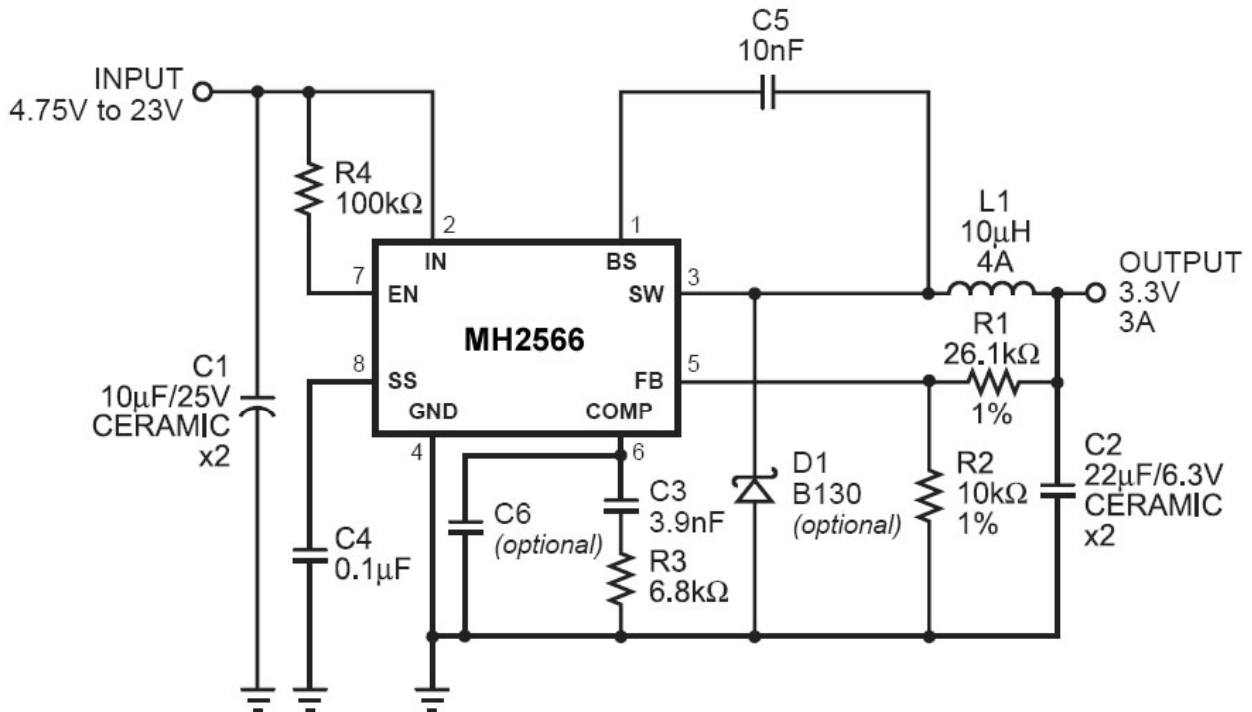 C5
10nF
INPUT
4.75V to 23V
R4
100kΩ
2
1
L1
10µH
4A
IN
BS
7
EN
3
SW
OUTPUT
3.3V
3A
MH2566
R1
26.1kΩ
1%
8
SS
5
FB
C1
10µF/25V
CERAMIC
x2
GND
COMP
4
6
C6
(optional)
C3
3.9nF
D1
B130
(optional)
R2
10kΩ
1%
C2
22µF/6.3V
CERAMIC
x2
C4
0.1µF
R3
6.8kΩ